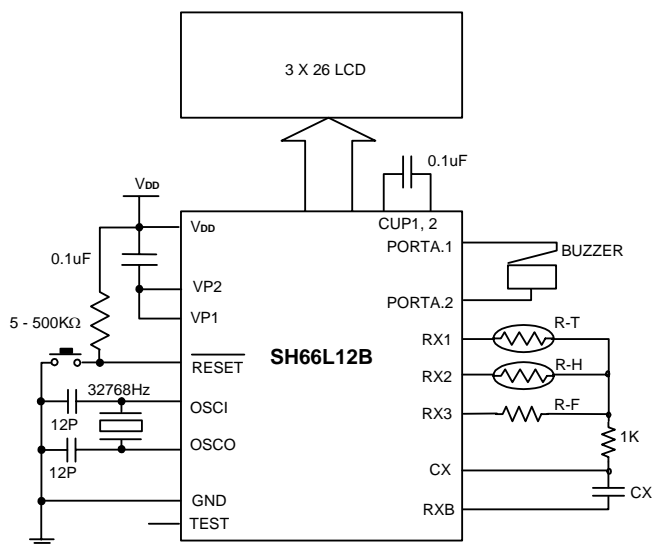 3 X 26 LCD
0.1uF
VDD
VDD
CUP1, 2
PORTA.1
BUZZER
0.1uF
VP2
PORTA.2
5 - 500KΩ
VP1
RX1
R-T
RESET
SH66L12B
RX2
R-H
32768Hz
OSCI
RX3
R-F
12P
1K
OSCO
12P
CX
CX
GND
RXB
TEST